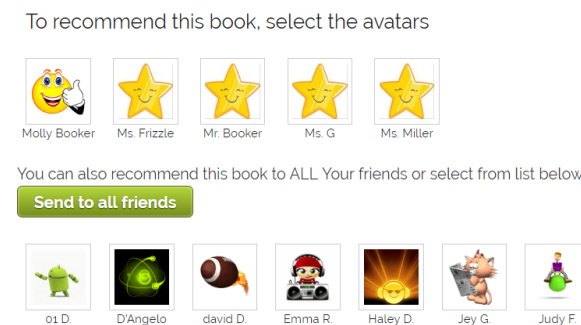 To recommend this book, select the avatars
Molly Booker Ms. Frizzle Mr. Booker Ms. G Ms. Miller
You can also recommend this book to ALL Your friends or select from list below
Send to all friends
01 D. D'Angelo david D. Emma R. Haley D. Jey G. Judy F.